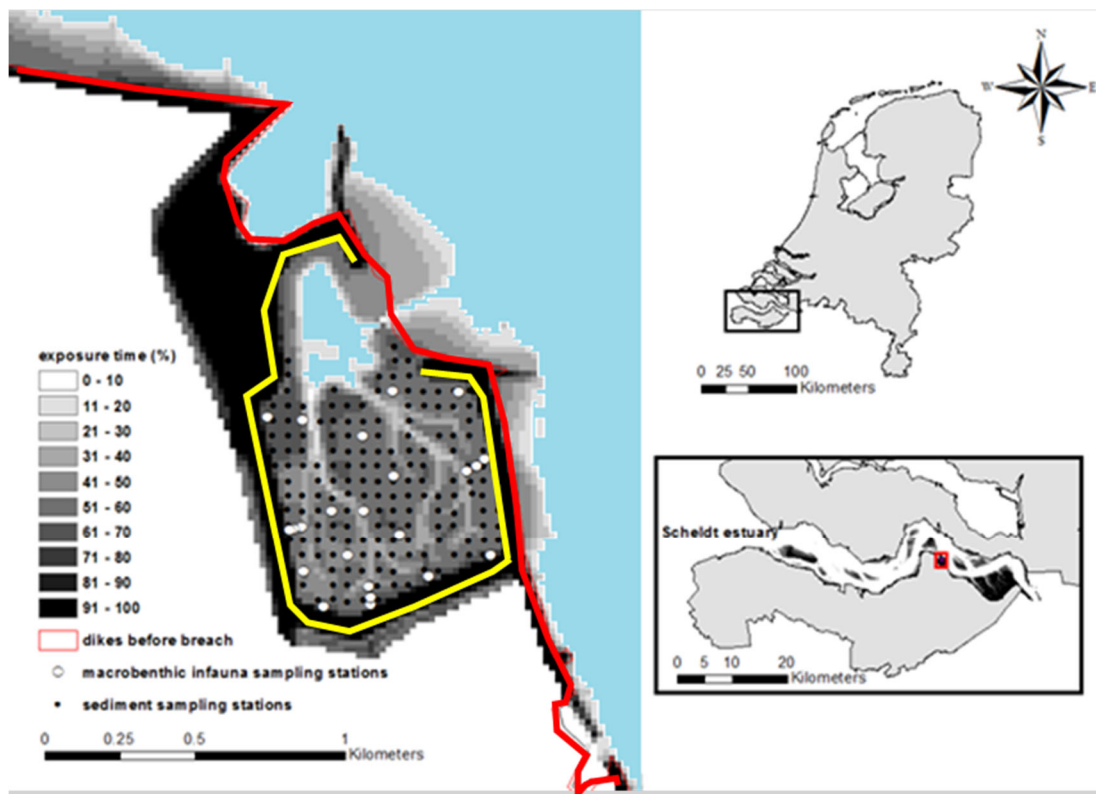 exposure time (%)
0 - 10
11 - 20
21 - 30
31 - 40
41 - 50
51 - 60
61 - 70
71 - 80
81 - 90
91 - 100
dikes before breach
macrobenthic infauna sampling stations
sediment sampling stations
0 0.25 0.5 1
Kilometers
N
W E
S
0 25 50 100
Kilometers
Scheldt estuary
0 5 10 20
Kilometers